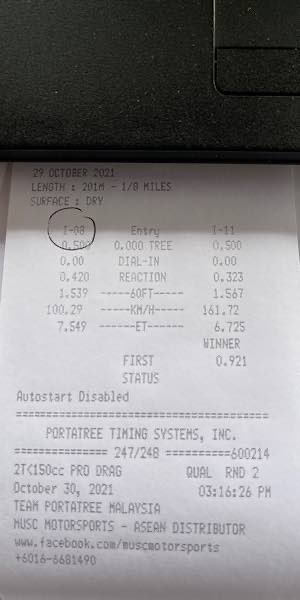 29 OCTOBER 2021
LENGTH : 201M - 1/8 MILES
SURFACE : DRY
I-08 Entry I-11
0.500 0.000 TREE 0.500
0.00 DIAL-IN 0.00
0.420 REACTION 0.323
1.539 -----60FT----- 1.567
100.29 -----KM/H----- 161.72
7.549 ------ET------ 6.725
WINNER
FIRST 0.921
STATUS
Autostart Disabled
=======================================
PORTATREE TIMING SYSTEMS, INC.
============== 247/248 ==========600214
2T<150cc PRO DRAG QUAL RND 2
October 30, 2021 03:16:26 PM
TEAM PORTATREE MALAYSIA
MUSC MOTORSPORTS - ASEAN DISTRIBUTOR
www.facebook.com/muscmotorsports
+6016-6681490